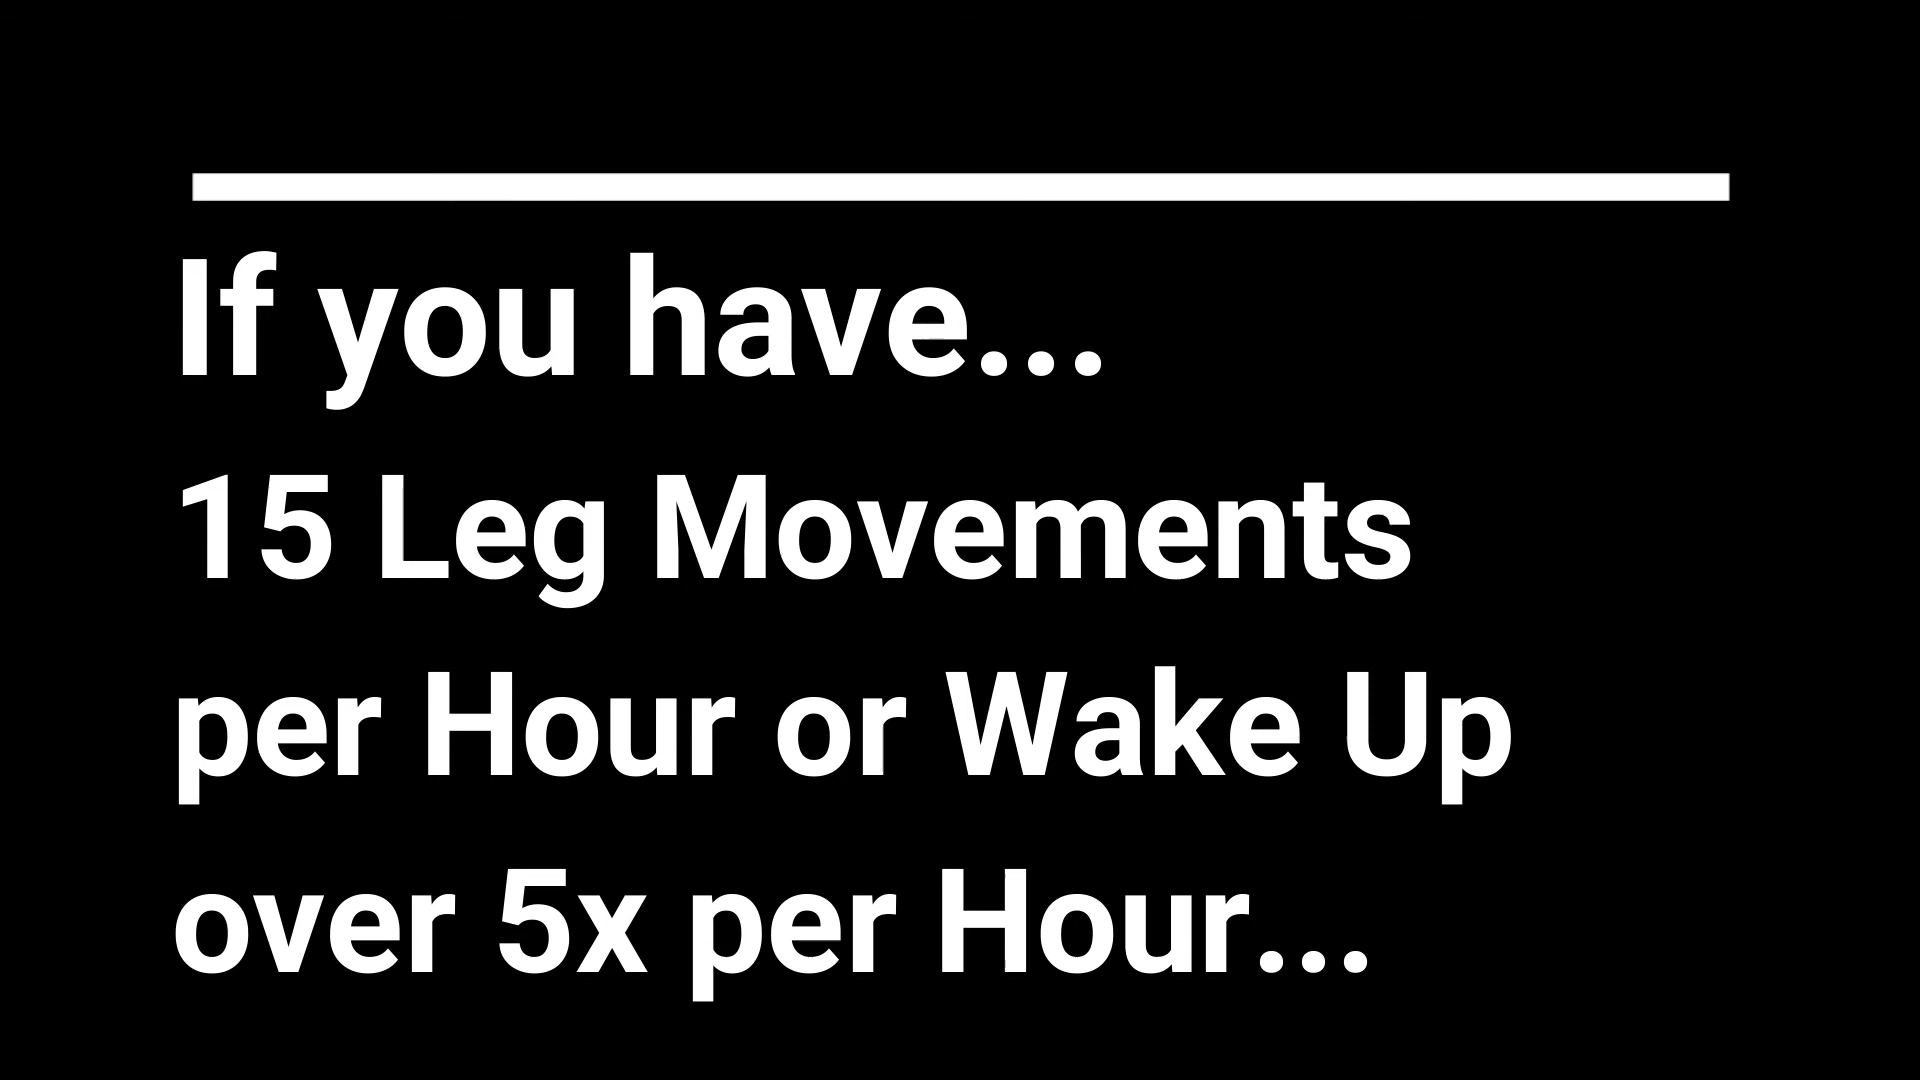 If you have...
15 Leg Movements
per Hour or Wake Up
over 5x per Hour...